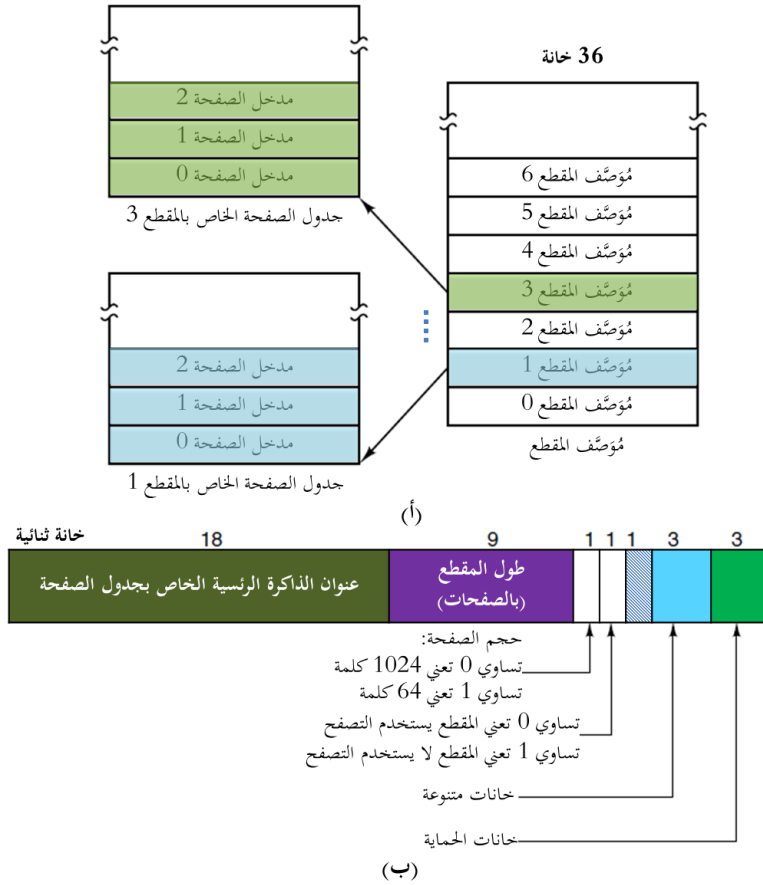 36 خانة
مدخل الصفحة 2
مدخل الصفحة 1
مدخل الصفحة 0
جدول الصفحة الخاص بالمقطع 3
مُوَصَّف المقطع 6
مُوَصَّف المقطع 5
مُوَصَّف المقطع 4
مُوَصَّف المقطع 3
مُوَصَّف المقطع 2
مُوَصَّف المقطع 1
مُوَصَّف المقطع 0
مُوَصَّف المقطع
مدخل الصفحة 2
مدخل الصفحة 1
مدخل الصفحة 0
جدول الصفحة الخاص بالمقطع 1
(أ)
خانة ثنائية
18 9 1 1 1 3 3
عنوان الذاكرة الرئسية الخاص بجدول الصفحة
طول المقطع
(بالصفحات)
حجم الصفحة:
تساوي 0 تعني 1024 كلمة
تساوي 1 تعني 64 كلمة
تساوي 0 تعني المقطع يستخدم التصفح
تساوي 1 تعني المقطع لا يستخدم التصفح
خانات متنوعة
خانات الحماية
(ب)